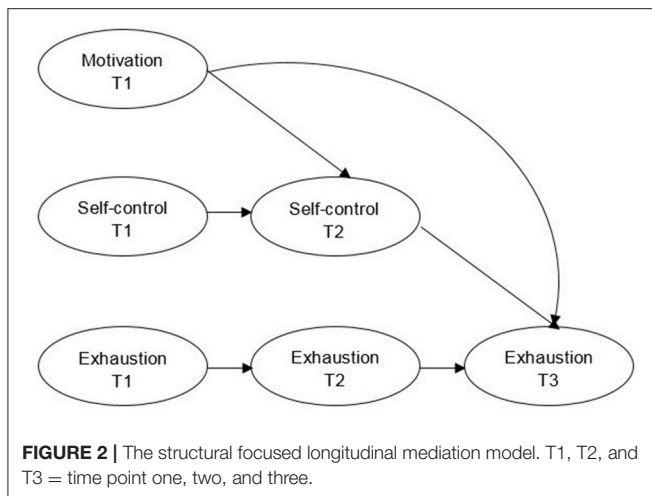 Motivation
T1
Self-control
T1
Self-control
T2
Exhaustion
T1
Exhaustion
T2
Exhaustion
T3
FIGURE 2 | The structural focused longitudinal mediation model. T1, T2, and
T3 = time point one, two, and three.